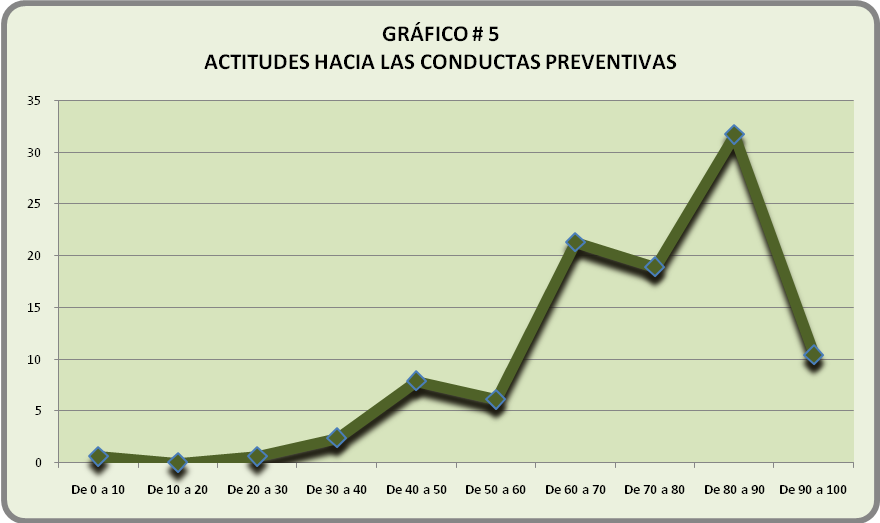 GRÁFICO # 5
ACTITUDES HACIA LAS CONDUCTAS PREVENTIVAS
35
30
25
20
15
10
5
0
De 0 a 10 De 10 a 20 De 20 a 30 De 30 a 40 De 40 a 50 De 50 a 60 De 60 a 70 De 70 a 80 De 80 a 90 De 90 a 100